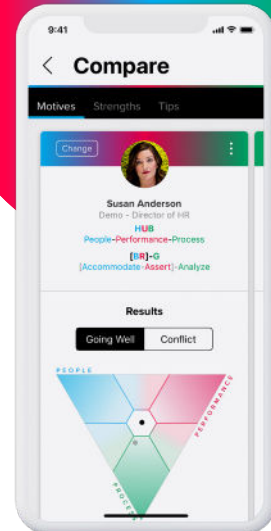 9:41
Compare
Motives Strengths Tips
Change
Susan Anderson
Demo - Director of HR
HUB
People-Performance-Process
[BR]-G
[Accommodate-Assert]-Analyze
Results
Going Well Conflict
PEOPLE
PERFORMANCE
PROCESS